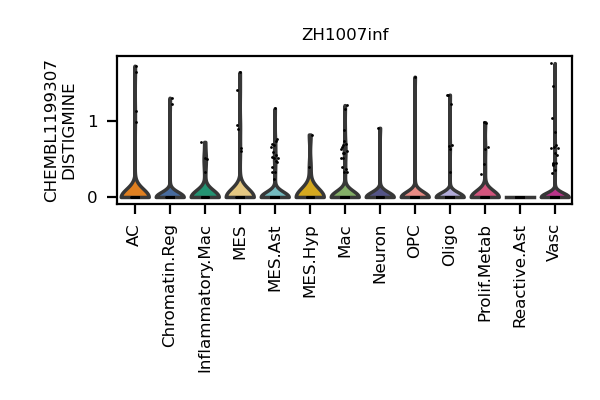 ZH1007inf
CHEMBL1199307
DISTIGMINE
1
0
AC
Chromatin.Reg
Inflammatory.Mac
MES
MES.Ast
MES.Hyp
Mac
Neuron
OPC
Oligo
Prolif.Metab
Reactive.Ast
Vasc